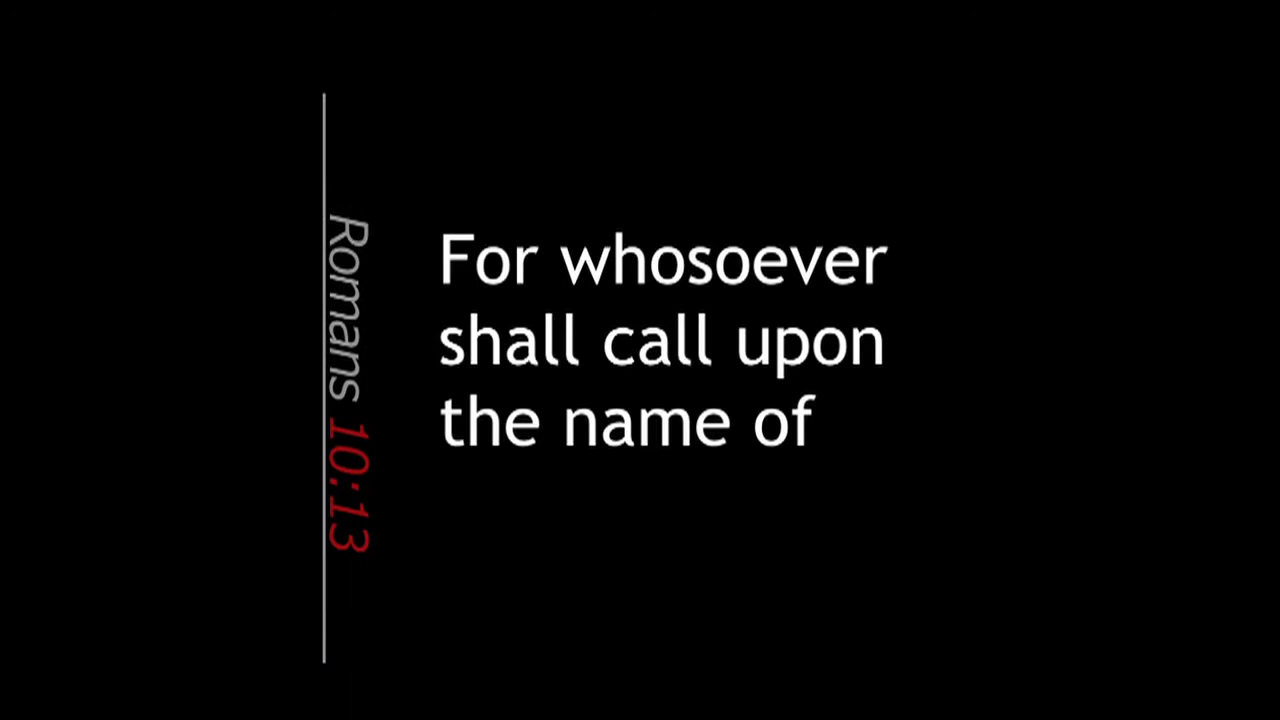 Romans 10:13
For whosoever
shall call upon
the name of